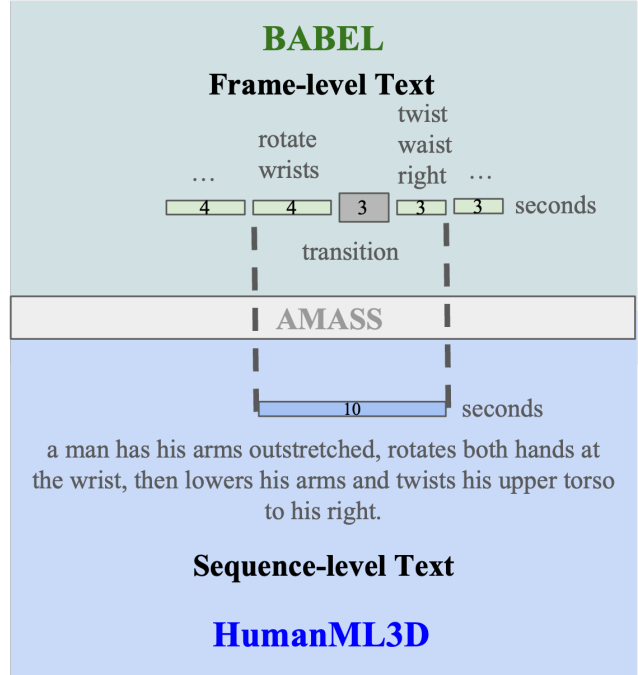 BABEL
Frame-level Text
rotate
wrists
twist
waist
right
…
…
4
4
3
3
3
seconds
transition
AMASS
10
seconds
a man has his arms outstretched, rotates both hands at
the wrist, then lowers his arms and twists his upper torso
to his right.
Sequence-level Text
HumanML3D